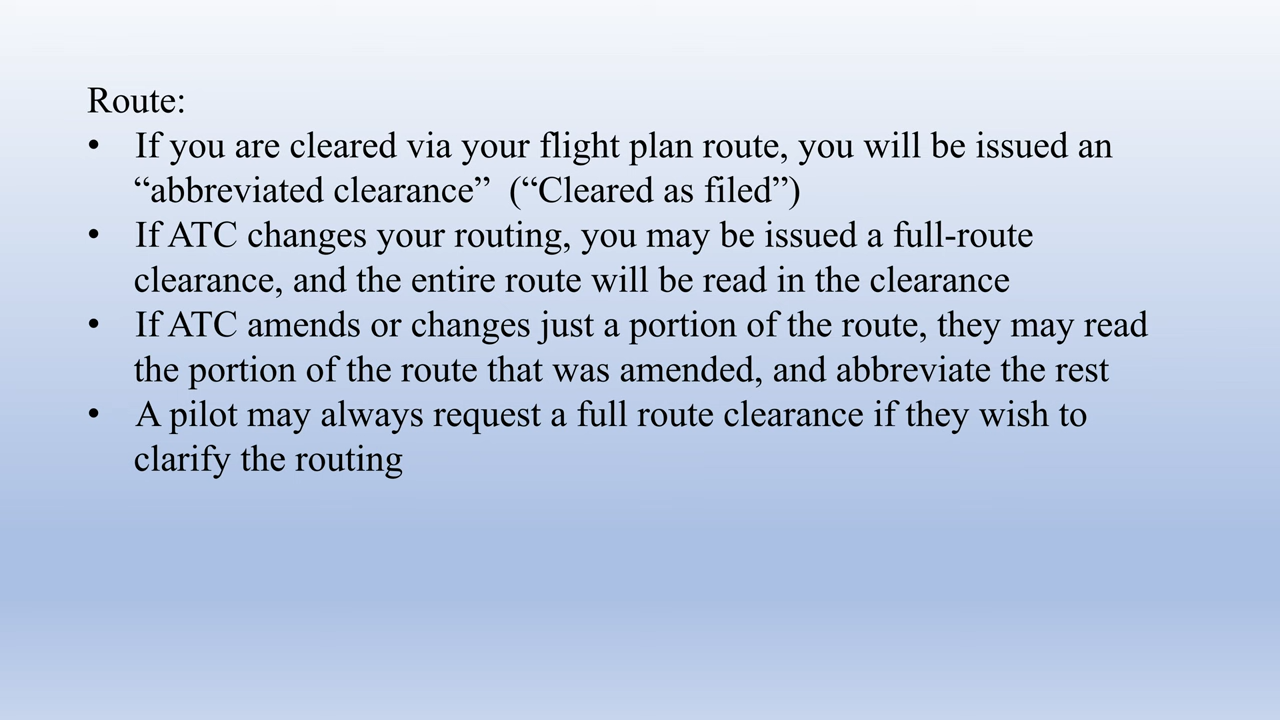 Route:
• If you are cleared via your flight plan route, you will be issued an
“abbreviated clearance”  (“Cleared as filed”)
• If ATC changes your routing, you may be issued a full-route
clearance, and the entire route will be read in the clearance
• If ATC amends or changes just a portion of the route, they may read
the portion of the route that was amended, and abbreviate the rest
• A pilot may always request a full route clearance if they wish to
clarify the routing